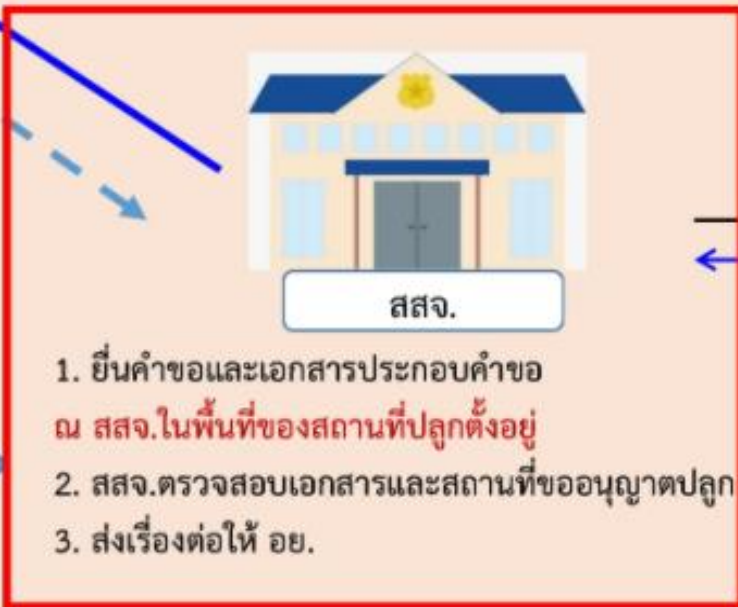 สสจ.
1. ยื่นคำขอและเอกสารประกอบคำขอ
ณ สสจ.ในพื้นที่ของสถานที่ปลูกตั้งอยู่
2. สสจ.ตรวจสอบเอกสารและสถานที่ขออนุญาตปลูก
3. ส่งเรื่องต่อให้ อย.